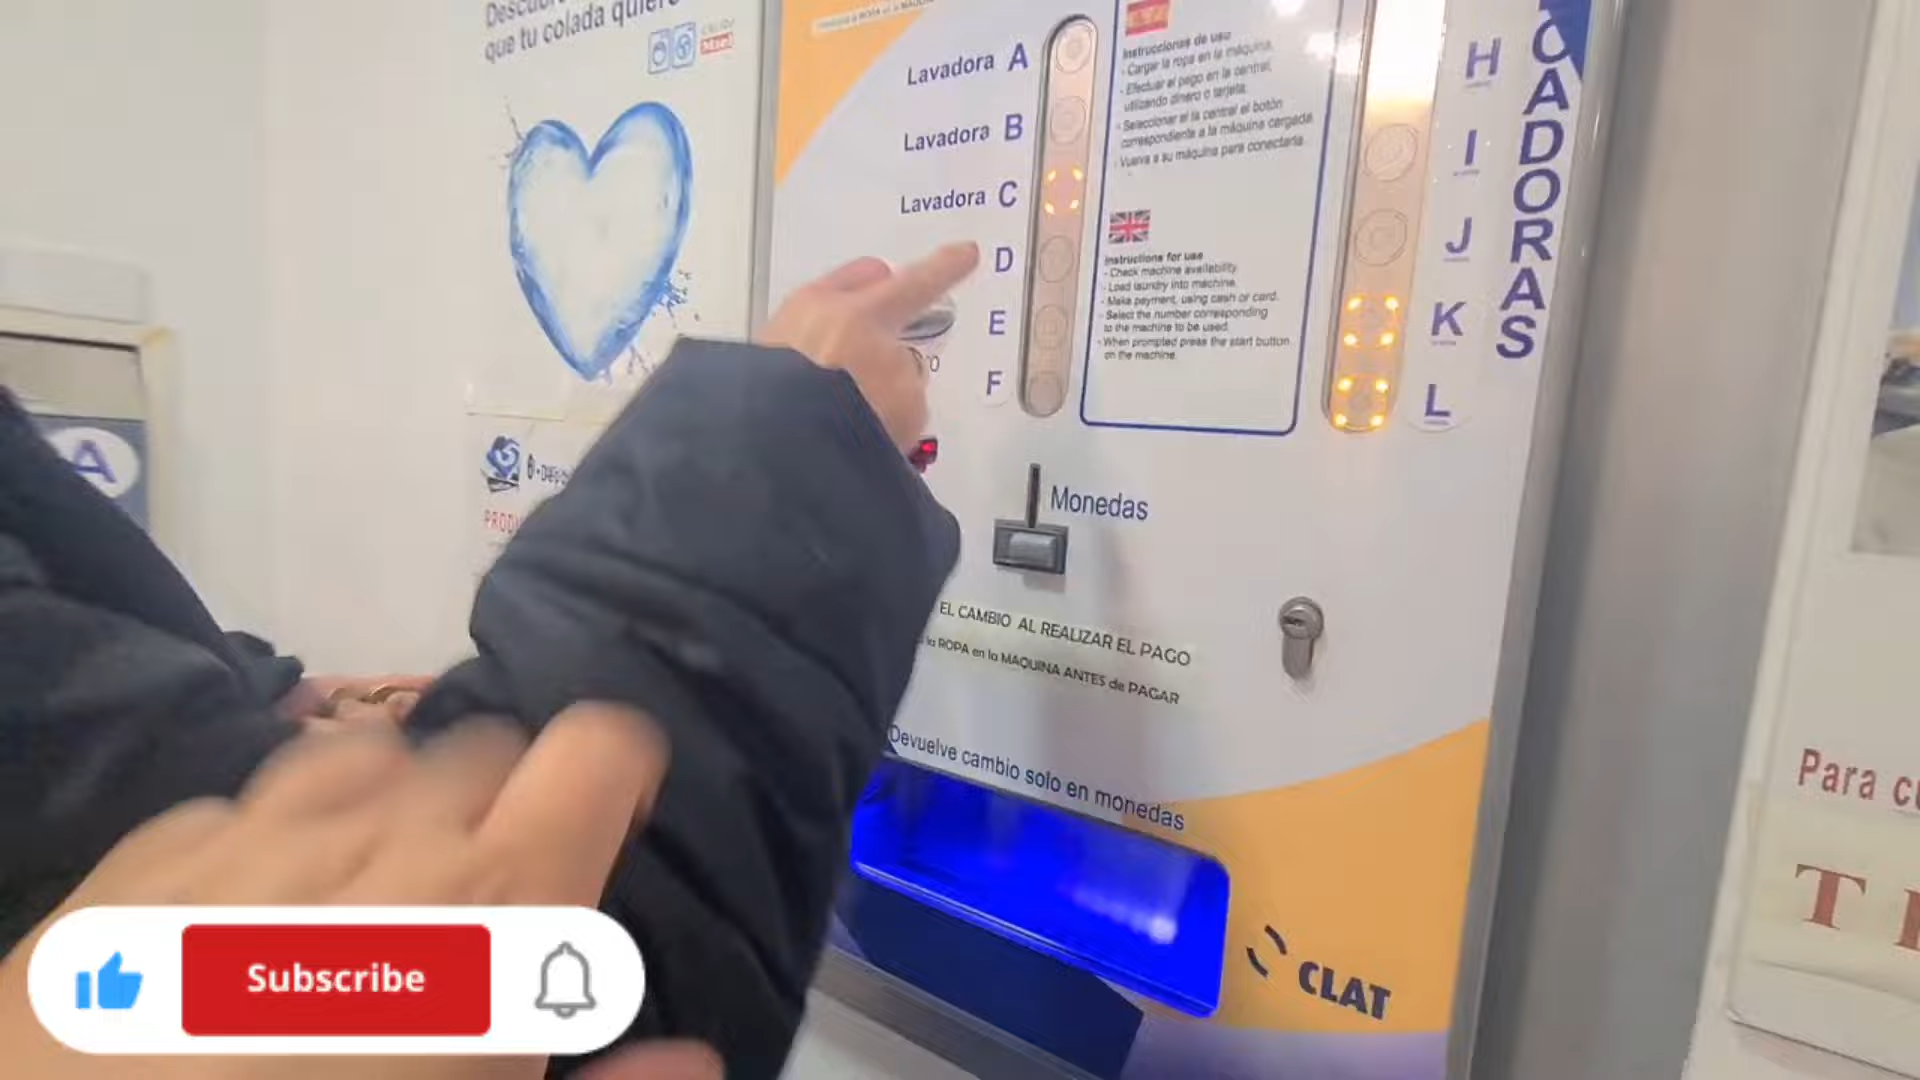 que tu colada quiere
Miele
Lavadora A
Lavadora B
Lavadora C
D
E
F
Instrucciones de uso
- Cargar la ropa en la máquina.
- Efectuar el pago en la central,
utilizando dinero o tarjeta.
- Seleccionar el la central el botón
correspondiente a la máquina cargada.
- Vuelva a su máquina para conectarla.
Instructions for use
- Check machine availability.
- Load laundry into machine.
- Make payment, using cash or card.
- Select the number corresponding
to the machine to be used.
- When prompted press the start button
on the machine.
H
I
J
K
L
CADORAS
A
Monedas
EL CAMBIO AL REALIZAR EL PAGO
la ROPA en la MAQUINA ANTES de PAGAR
Devuelve cambio solo en monedas
CLAT
Para
T
Subscribe